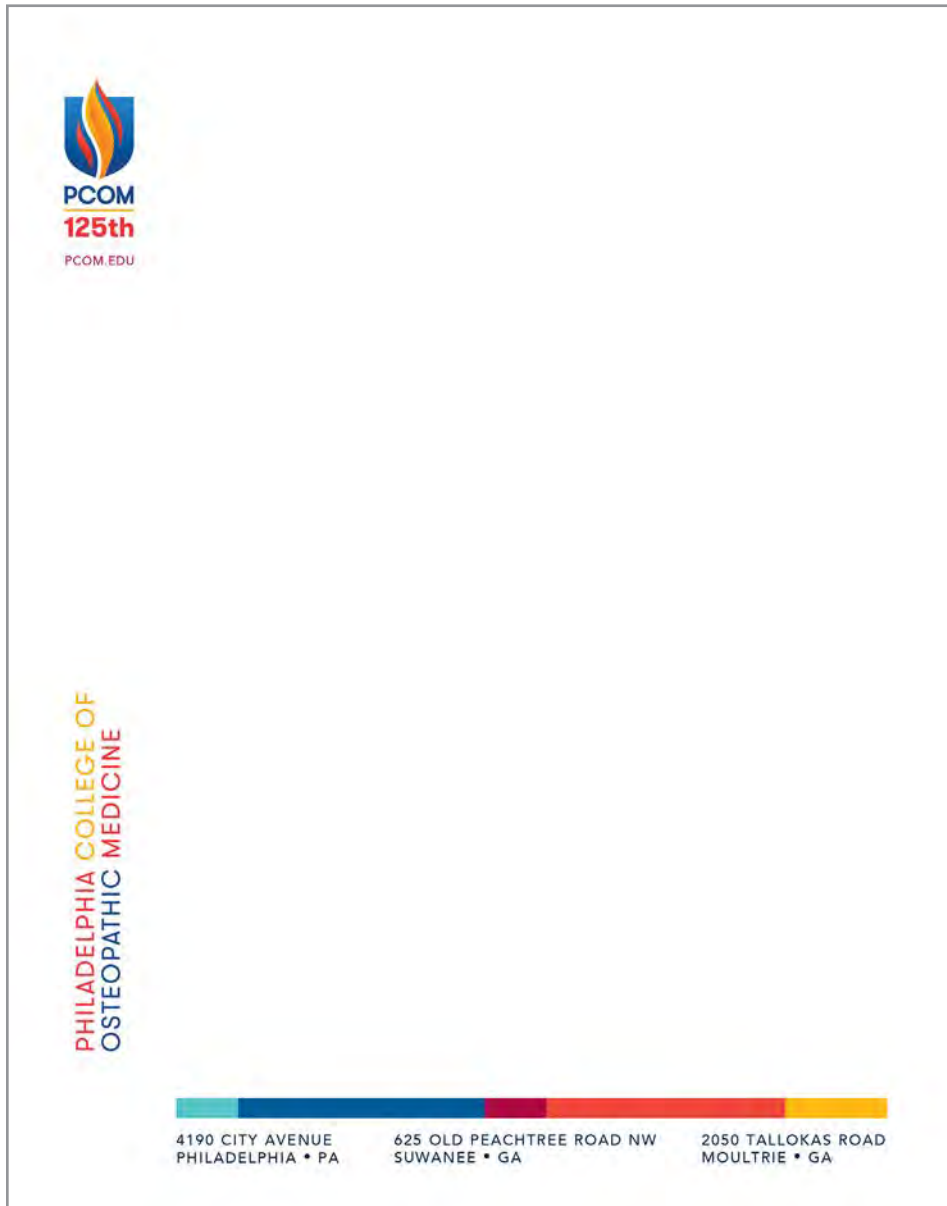 PCOM
125th
PCOM.EDU
PHILADELPHIA COLLEGE OF
OSTEOPATHIC MEDICINE
4190 CITY AVENUE
PHILADELPHIA • PA
625 OLD PEACHTREE ROAD NW
SUWANEE • GA
2050 TALLOKAS ROAD
MOULTRIE • GA